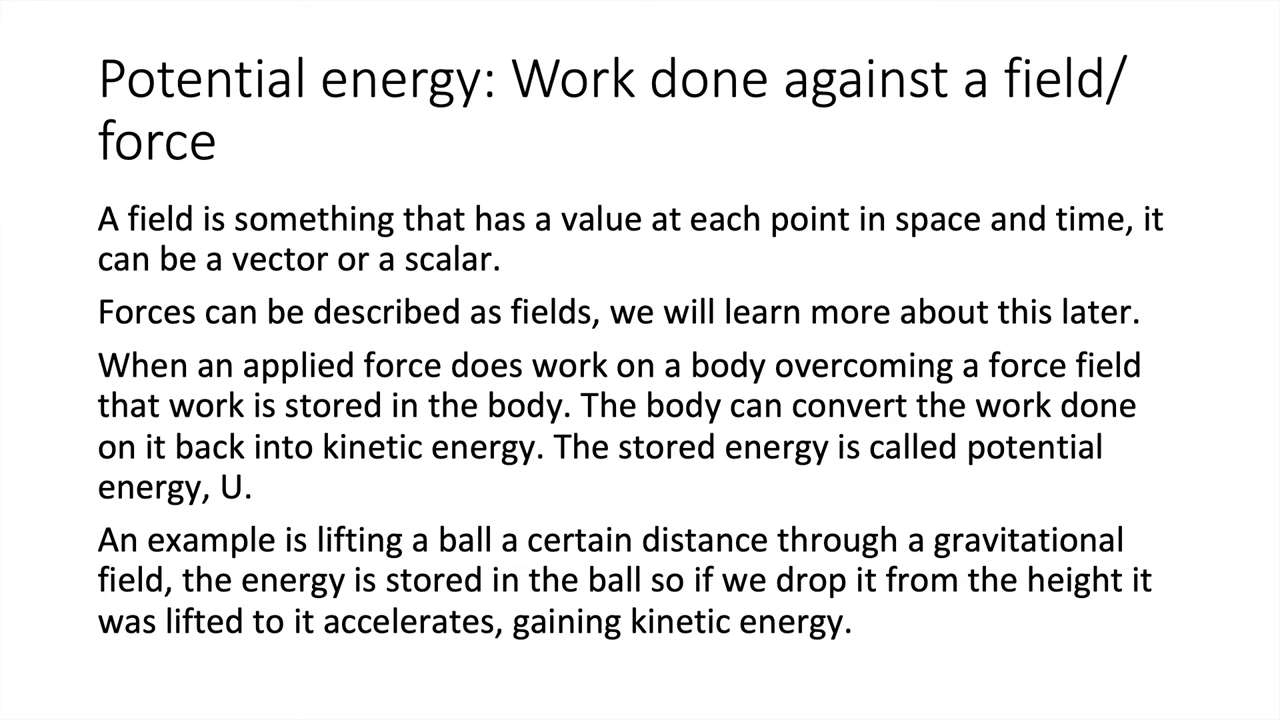 Potential energy: Work done against a field/
force
A field is something that has a value at each point in space and time, it
can be a vector or a scalar.
Forces can be described as fields, we will learn more about this later.
When an applied force does work on a body overcoming a force field
that work is stored in the body. The body can convert the work done
on it back into kinetic energy. The stored energy is called potential
energy, U.
An example is lifting a ball a certain distance through a gravitational
field, the energy is stored in the ball so if we drop it from the height it
was lifted to it accelerates, gaining kinetic energy.